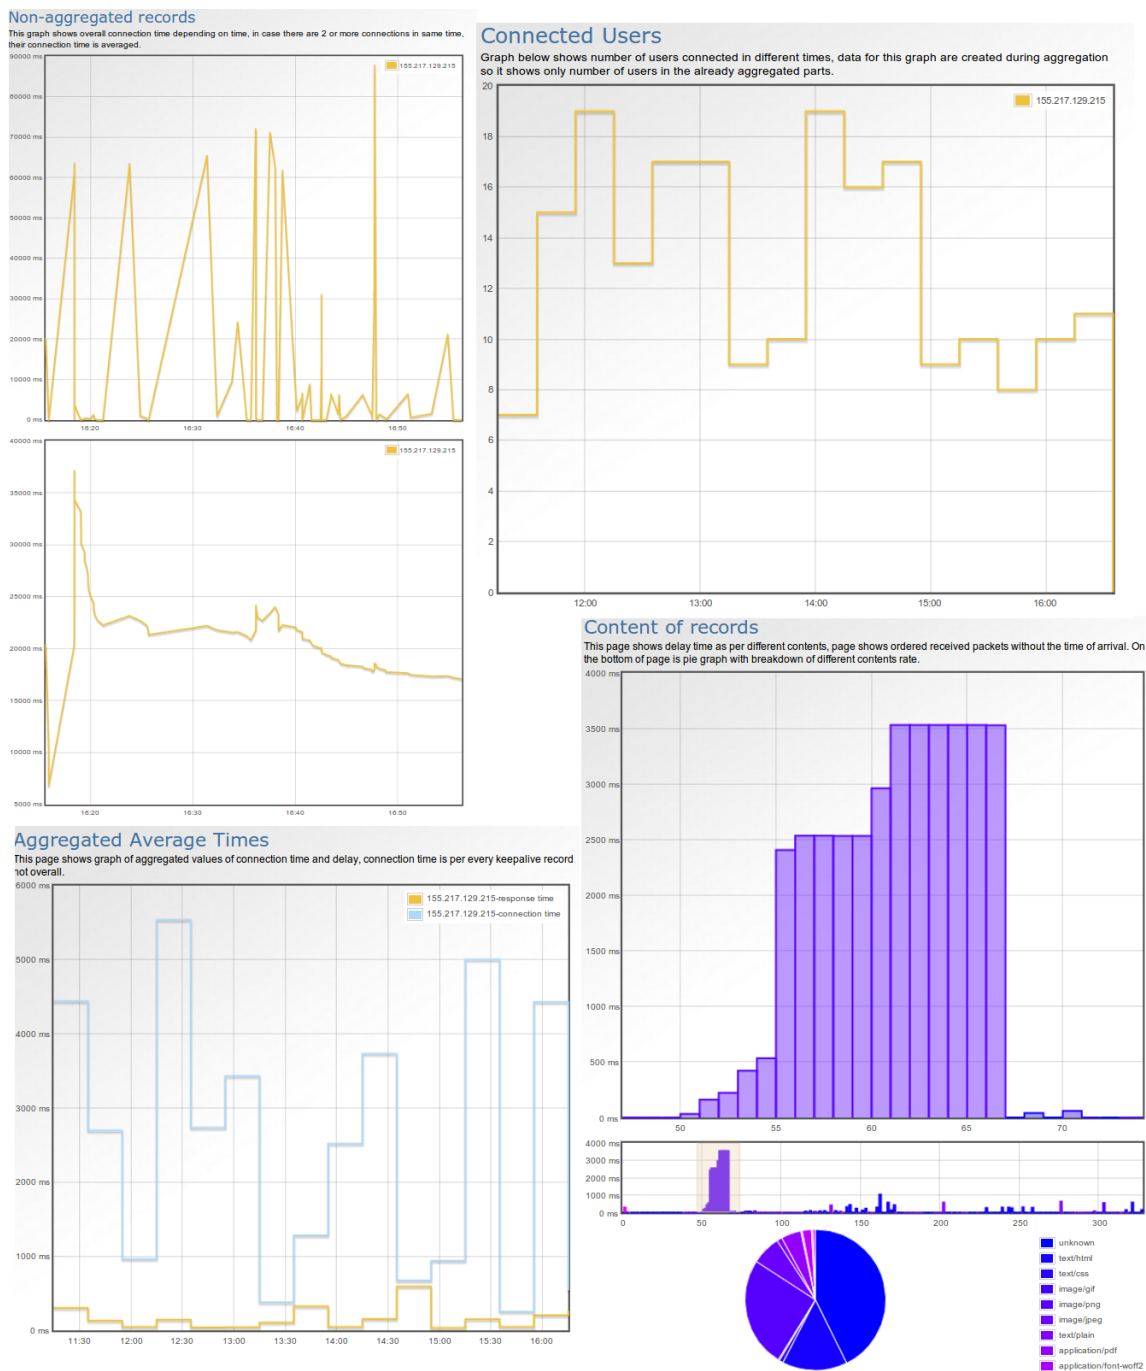 Non-aggregated records
This graph shows overall connection time depending on time, in case there are 2 or more connections in same time,
their connection time is averaged.
90000 ms
80000 ms
70000 ms
60000 ms
50000 ms
40000 ms
30000 ms
20000 ms
10000 ms
0 ms
155.217.129.215
16:20
16:30
16:40
16:50
40000 ms
35000 ms
30000 ms
25000 ms
20000 ms
15000 ms
10000 ms
5000 ms
155.217.129.215
16:20
16:30
16:40
16:50
Connected Users
Graph below shows number of users connected in different times, data for this graph are created during aggregation
so it shows only number of users in the already aggregated parts.
20
18
16
14
12
10
8
6
4
2
0
155.217.129.215
12:00
13:00
14:00
15:00
16:00
Aggregated Average Times
This page shows graph of aggregated values of connection time and delay, connection time is per every keepalive record
not overall.
6000 ms
5000 ms
4000 ms
3000 ms
2000 ms
1000 ms
0 ms
155.217.129.215-response time
155.217.129.215-connection time
11:30
12:00
12:30
13:00
13:30
14:00
14:30
15:00
15:30
16:00
Content of records
This page shows delay time as per different contents, page shows ordered received packets without the time of arrival. On
the bottom of page is pie graph with breakdown of different contents rate.
4000 ms
3500 ms
3000 ms
2500 ms
2000 ms
1500 ms
1000 ms
500 ms
0 ms
50
55
60
65
70
4000 ms
3000 ms
2000 ms
1000 ms
0 ms
0
50
100
150
200
250
300
unknown
text/html
text/css
image/gif
image/png
image/jpeg
text/plain
application/pdf
application/font-woff2